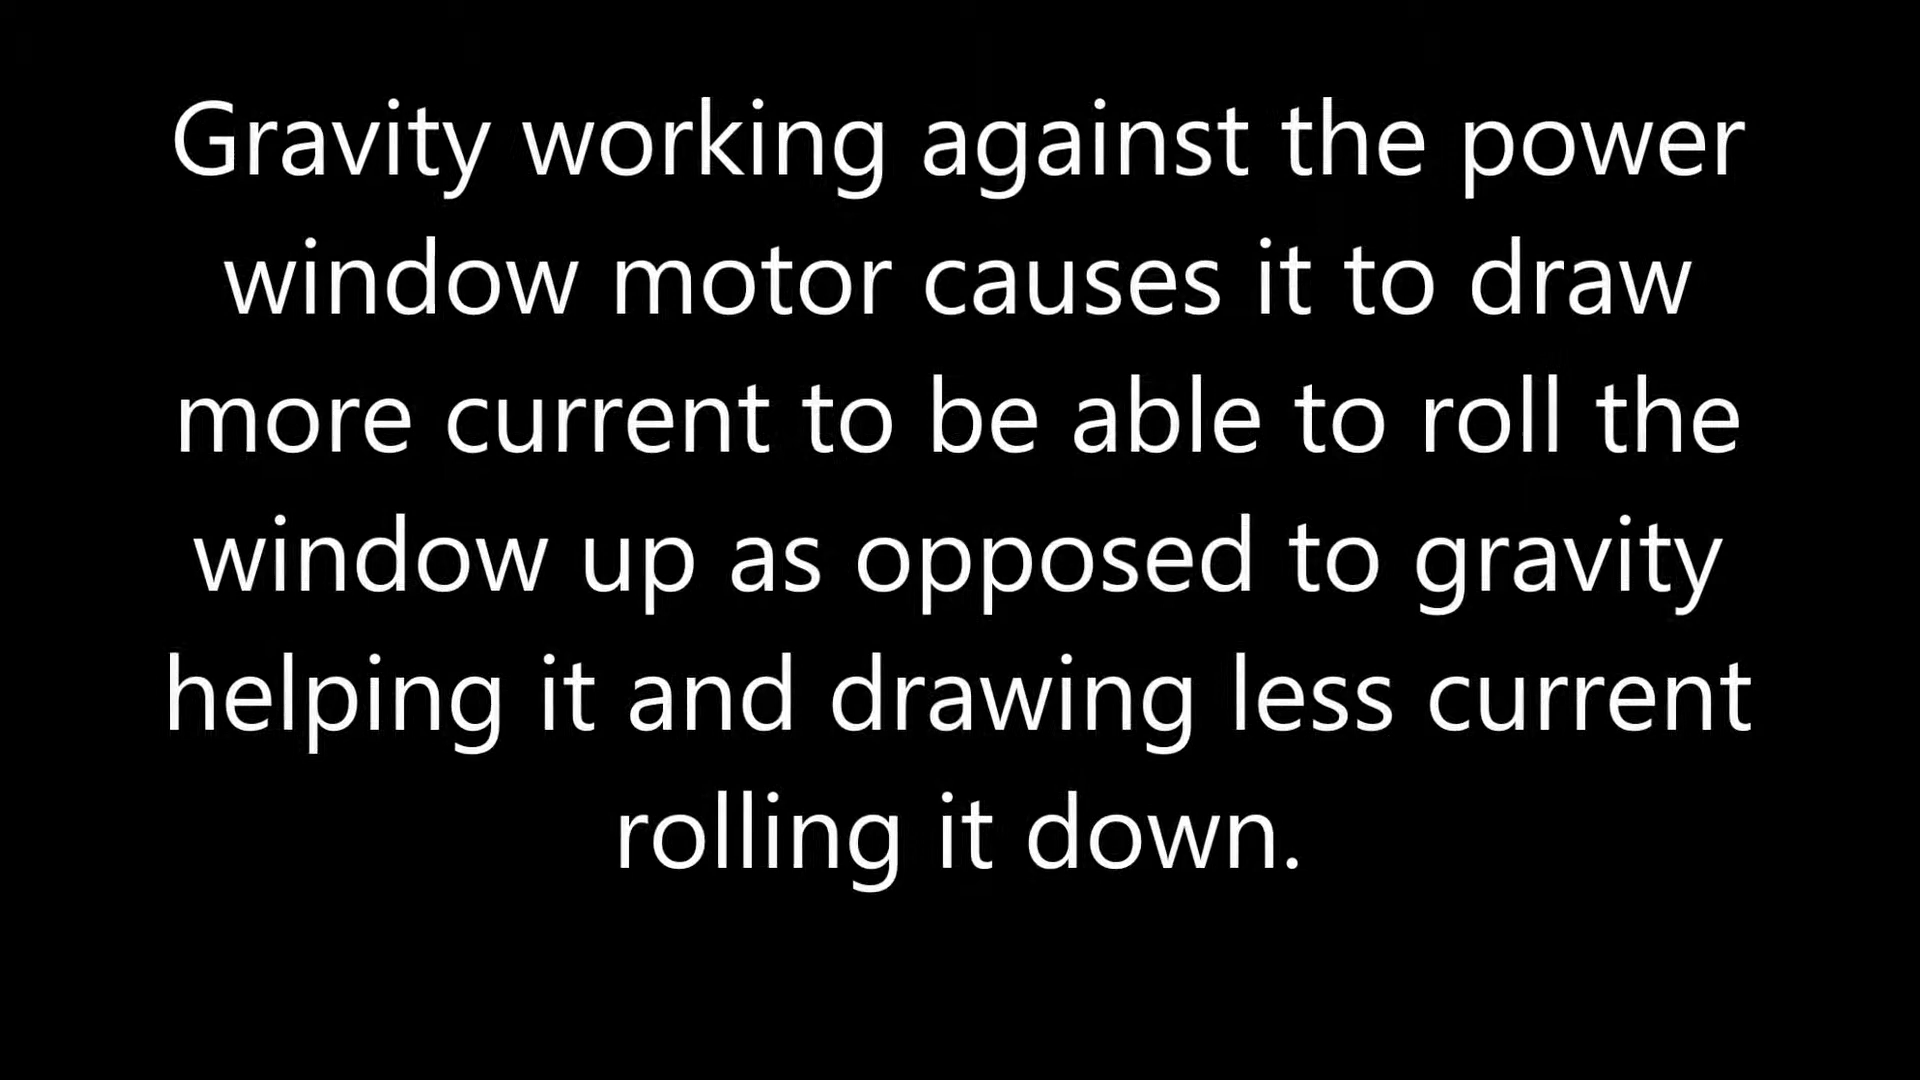 Gravity working against the power
window motor causes it to draw
more current to be able to roll the
window up as opposed to gravity
helping it and drawing less current
rolling it down.